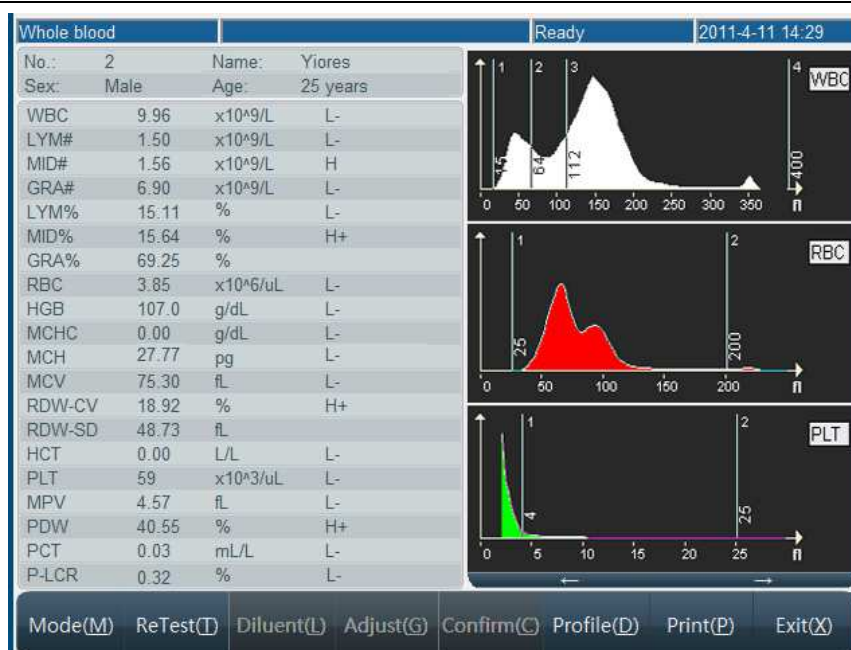 Whole blood Ready 2011-4-11 14:29
No.: 2 Name: Yiores
Sex: Male Age: 25 years
WBC 9.96 x10^9/L L-
LYM# 1.50 x10^9/L L-
MID# 1.56 x10^9/L H
GRA# 6.90 x10^9/L L-
LYM% 15.11 % L-
MID% 15.64 % H+
GRA% 69.25 %
RBC 3.85 x10^6/uL L-
HGB 107.0 g/dL L-
MCHC 0.00 g/dL L-
MCH 27.77 pg L-
MCV 75.30 fL L-
RDW-CV 18.92 % H+
RDW-SD 48.73 fL
HCT 0.00 L/L L-
PLT 59 x10^3/uL L-
MPV 4.57 fL L-
PDW 40.55 % H+
PCT 0.03 mL/L L-
P-LCR 0.32 % L-
1 2 3 4 WBC
15 64 112 400
0 50 100 150 200 250 300 350 fl
1 2 RBC
25 200
0 50 100 150 200 fl
1 2 PLT
4 25
0 5 10 15 20 25 fl
← →
Mode(M) ReTest(T) Diluent(L) Adjust(G) Confirm(C) Profile(D) Print(P) Exit(X)